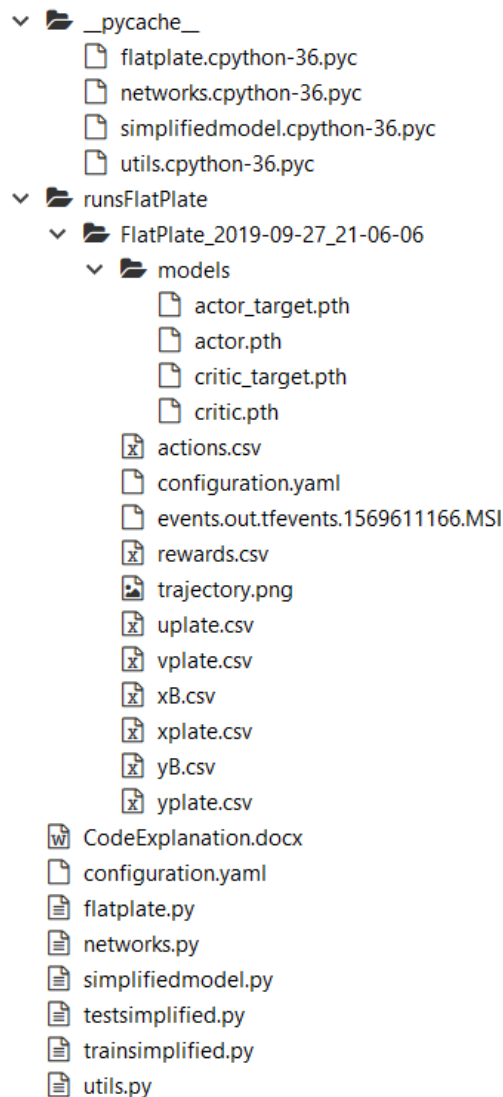 __pycache__
flatplate.cpython-36.pyc
networks.cpython-36.pyc
simplifiedmodel.cpython-36.pyc
utils.cpython-36.pyc
runsFlatPlate
FlatPlate_2019-09-27_21-06-06
models
actor_target.pth
actor.pth
critic_target.pth
critic.pth
actions.csv
configuration.yaml
events.out.tfevents.1569611166.MSI
rewards.csv
trajectory.png
uplate.csv
vplate.csv
xB.csv
xplate.csv
yB.csv
yplate.csv
CodeExplanation.docx
configuration.yaml
flatplate.py
networks.py
simplifiedmodel.py
testsimplified.py
trainsimplified.py
utils.py